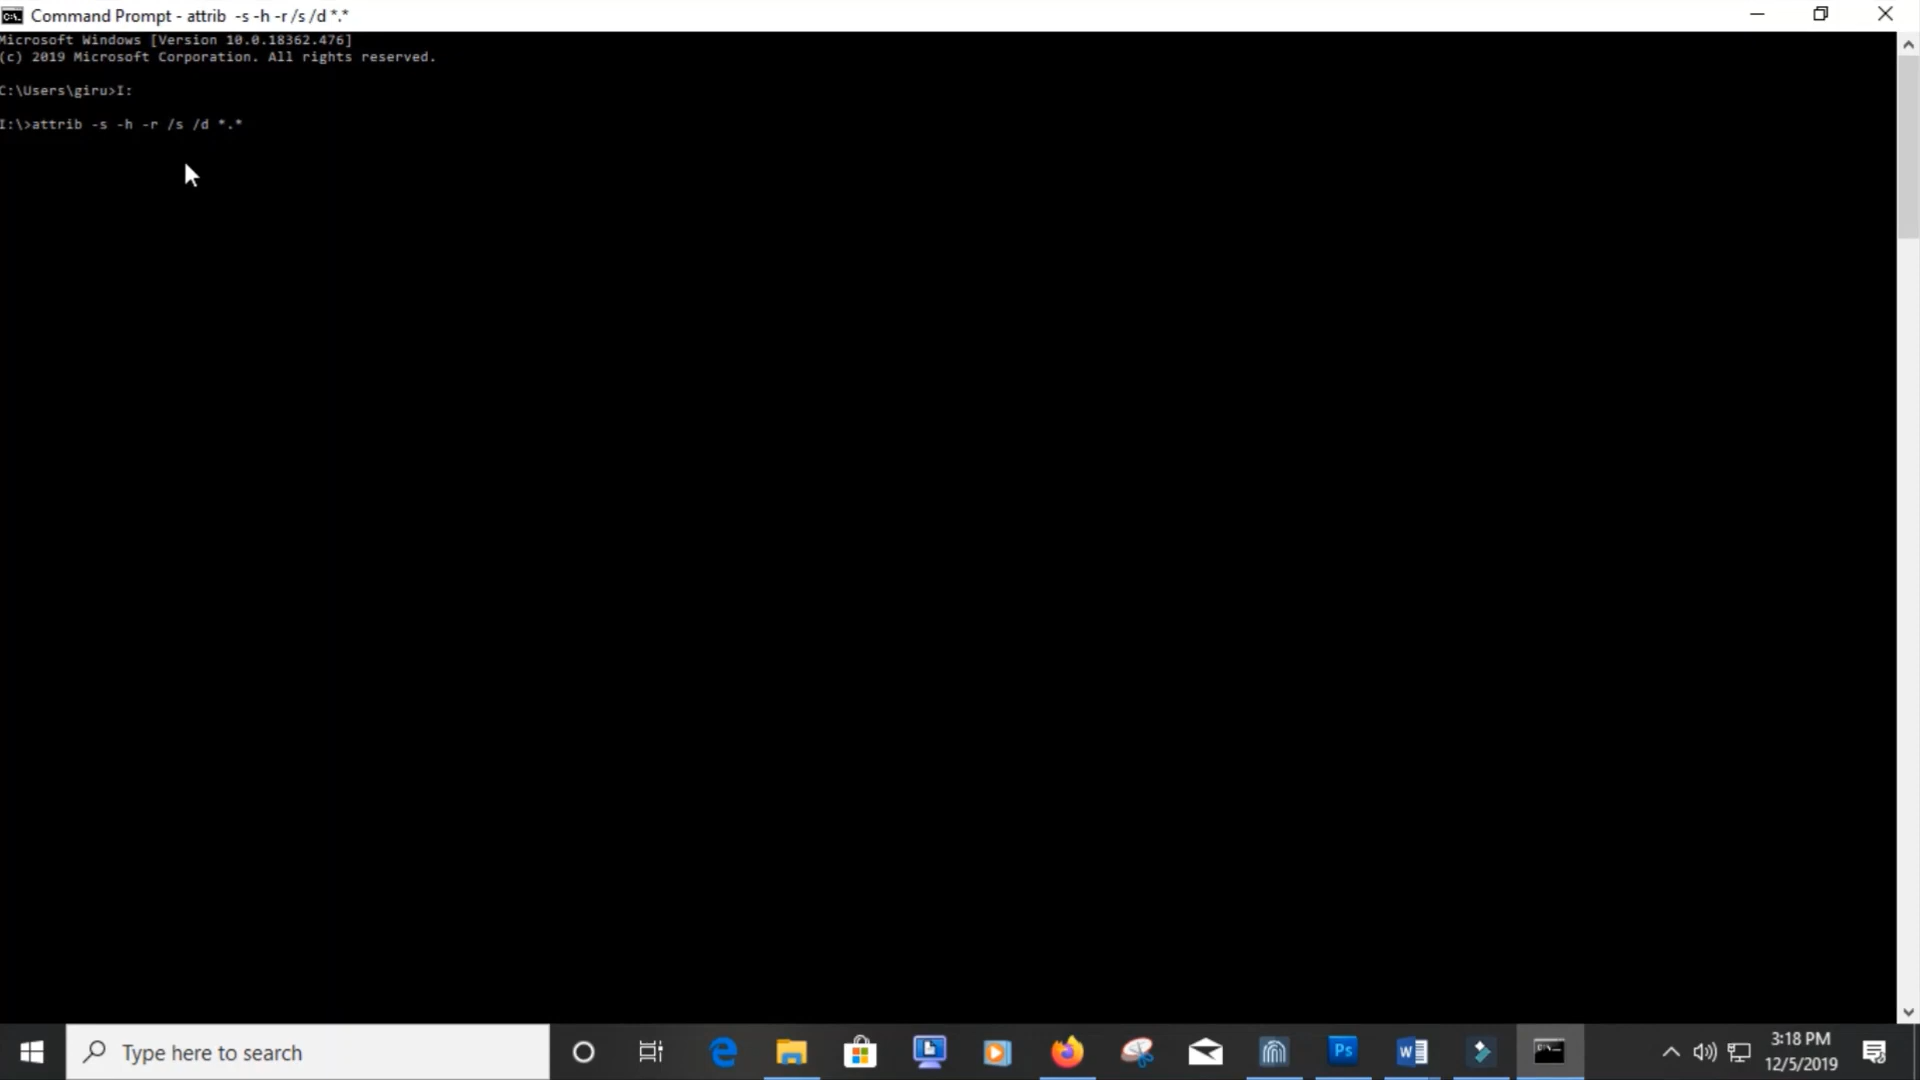 Command Prompt - attrib  -s -h -r /s /d *.*
Microsoft Windows [Version 10.0.18362.476]
(c) 2019 Microsoft Corporation. All rights reserved.
C:\Users\giru>I:
I:\>attrib -s -h -r /s /d *.*
Type here to search
Ps
3:18 PM
12/5/2019